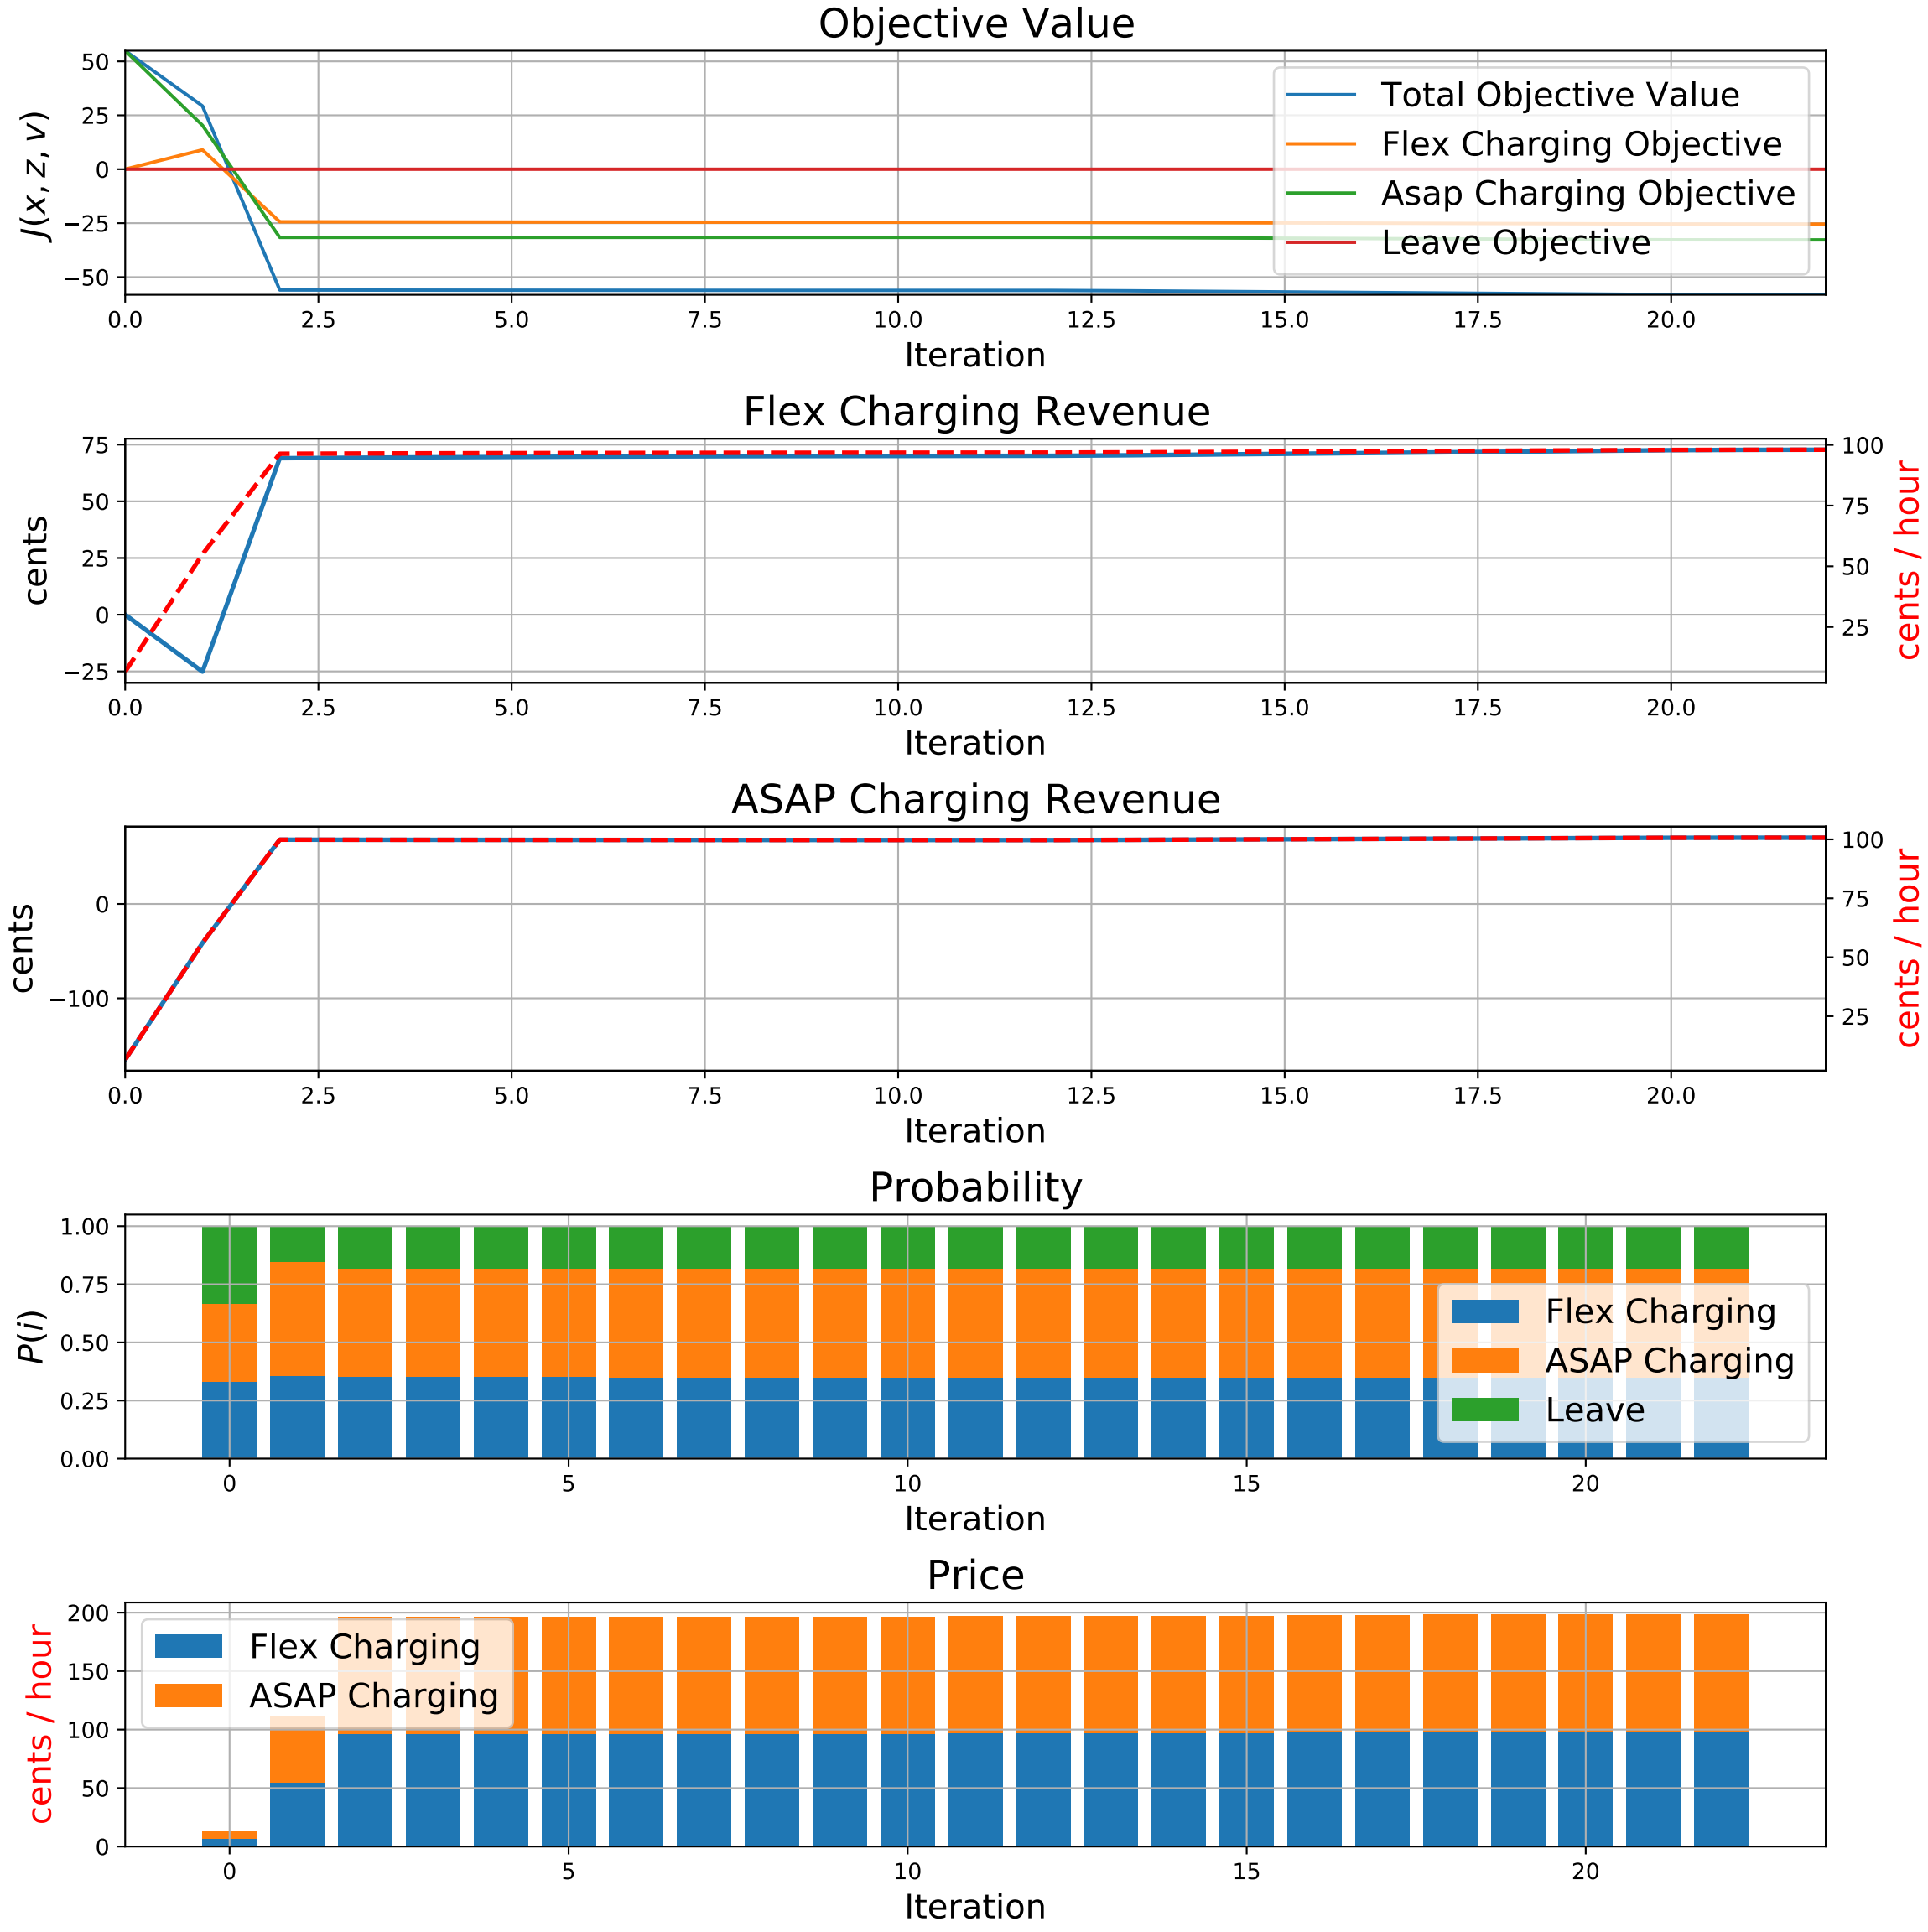 Objective Value
50
25
0
−25
−50
J(x, z, v)
Total Objective Value
Flex Charging Objective
Asap Charging Objective
Leave Objective
0.0 2.5 5.0 7.5 10.0 12.5 15.0 17.5 20.0
Iteration
Flex Charging Revenue
75
50
25
0
−25
cents
100
75
50
25
cents / hour
0.0 2.5 5.0 7.5 10.0 12.5 15.0 17.5 20.0
Iteration
ASAP Charging Revenue
0
−100
cents
100
75
50
25
cents / hour
0.0 2.5 5.0 7.5 10.0 12.5 15.0 17.5 20.0
Iteration
Probability
1.00
0.75
0.50
0.25
0.00
P(i)
Flex Charging
ASAP Charging
Leave
0 5 10 15 20
Iteration
Price
200
150
100
50
0
cents / hour
Flex Charging
ASAP Charging
0 5 10 15 20
Iteration